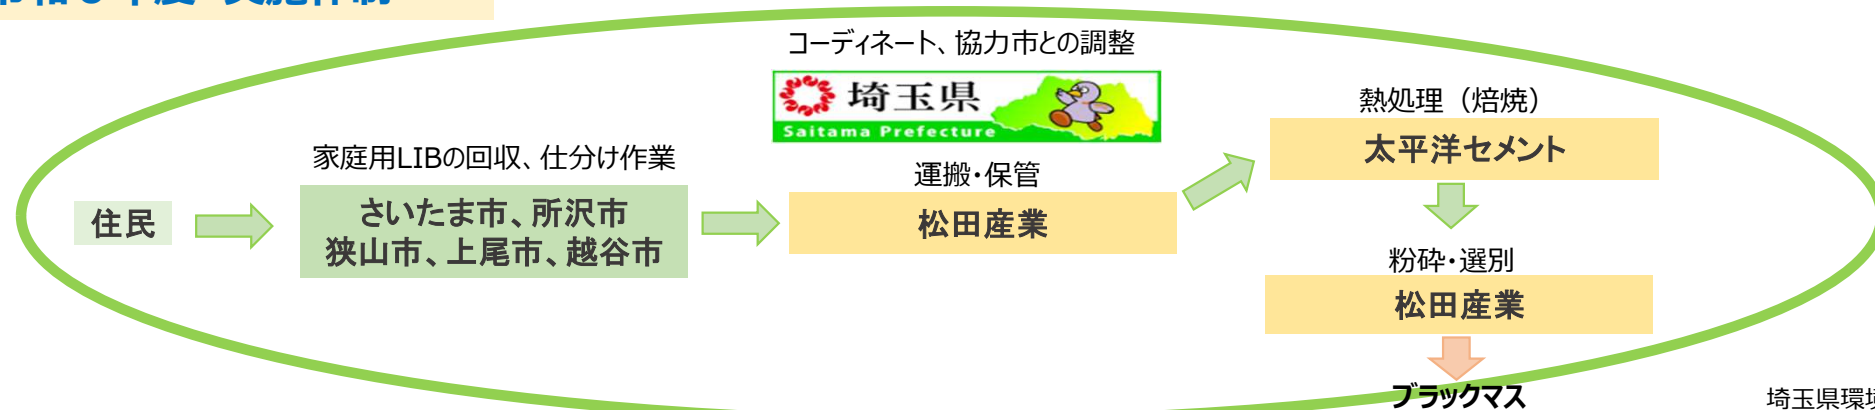 コーディネート、協力市との調整
埼玉県
Saitama Prefecture
家庭用LIBの回収、仕分け作業
住民
さいたま市、所沢市
狭山市、上尾市、越谷市
運搬・保管
松田産業
熱処理（焙焼）
太平洋セメント
粉砕・選別
松田産業
ブラックマス
埼玉県環境